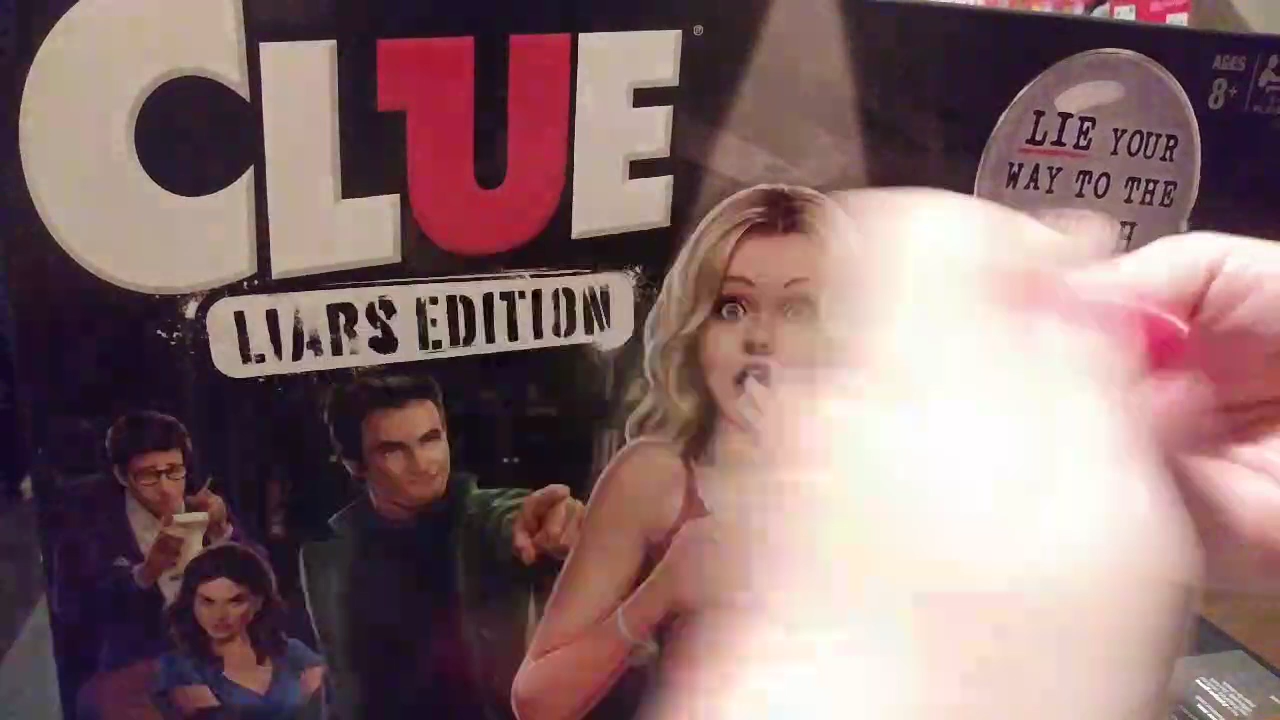 CLUE®
LIARS EDITION
LIE YOUR
WAY TO THE
H
AGES
8+